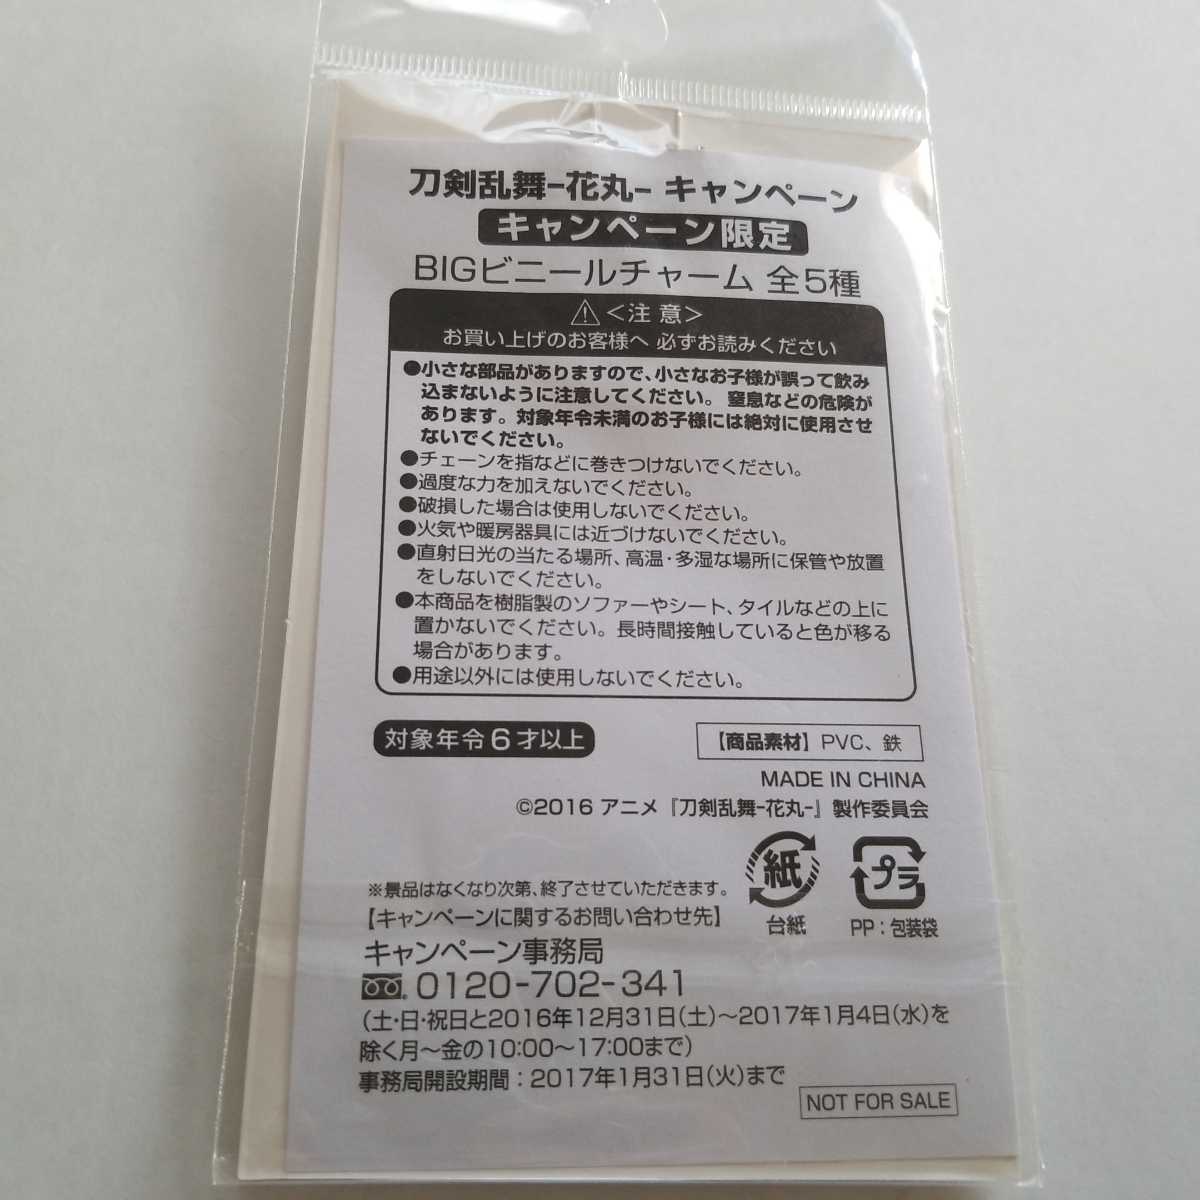 刀剣乱舞-花丸- キャンペーン
キャンペーン限定
BIGビニールチャーム 全5種
⚠<注 意>
お買い上げのお客様へ 必ずお読みください
●小さな部品がありますので、小さなお子様が誤って飲み
込まないように注意してください。 窒息などの危険が
あります。対象年令未満のお子様には絶対に使用させ
ないでください。
●チェーンを指などに巻きつけないでください。
●過度な力を加えないでください。
●破損した場合は使用しないでください。
●火気や暖房器具には近づけないでください。
●直射日光の当たる場所、高温・多湿な場所に保管や放置
をしないでください。
●本商品を樹脂製のソファーやシート、タイルなどの上に
置かないでください。長時間接触していると色が移る
場合があります。
●用途以外には使用しないでください。
対象年令6才以上
【商品素材】PVC、鉄
MADE IN CHINA
©2016 アニメ『刀剣乱舞-花丸-』製作委員会
紙
台紙
プラ
PP：包装袋
※景品はなくなり次第、終了させていただきます。
【キャンペーンに関するお問い合わせ先】
キャンペーン事務局
0120-702-341
(土・日・祝日と2016年12月31日(土)～2017年1月4日(水)を
除く月～金の10:00～17:00まで)
事務局開設期間：2017年1月31日(火)まで
NOT FOR SALE